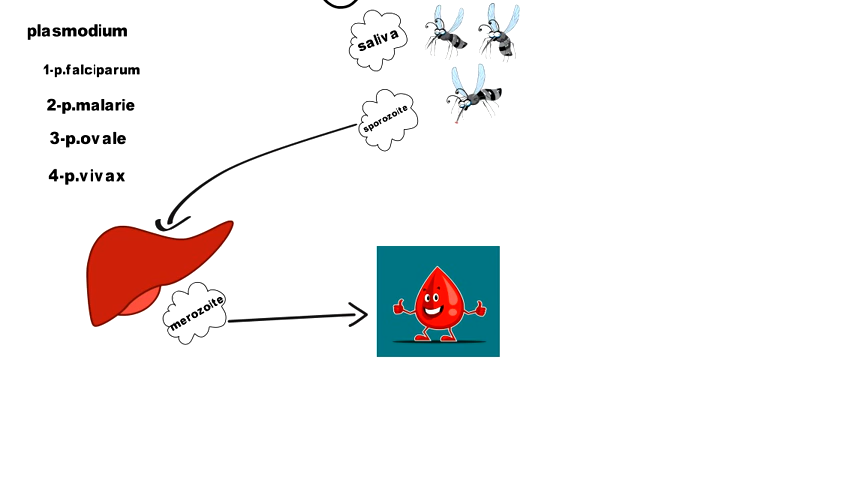 plasmodium
1-p.falciparum
2-p.malarie
3-p.ovale
4-p.vivax
saliva
sporozoite
merozoite